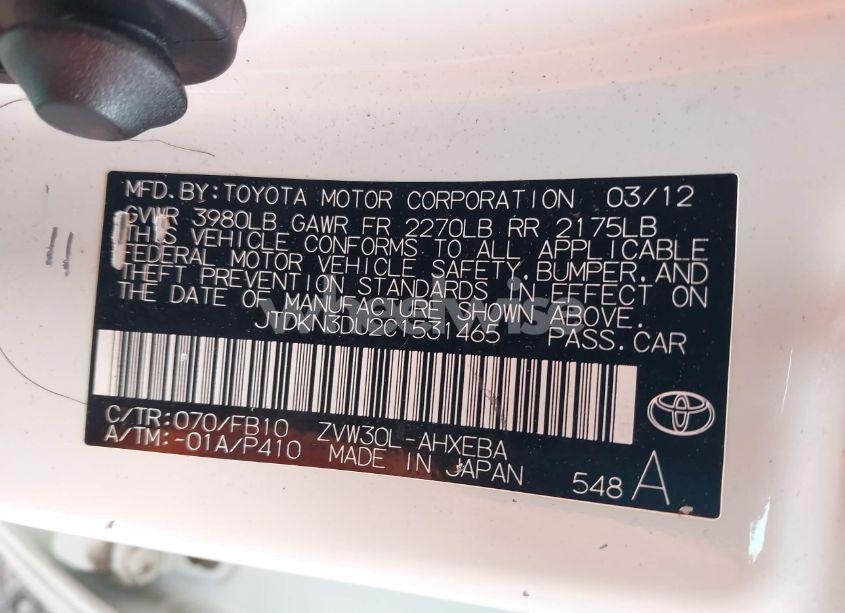 MFD.BY:TOYOTA MOTOR CORPORATION 03/12
GVWR 3980LB GAWR FR 2270LB RR 2175LB
THIS VEHICLE CONFORMS TO ALL APPLICABLE
FEDERAL MOTOR VEHICLE SAFETY,BUMPER,AND
THEFT PREVENTION STANDARDS IN EFFECT ON
THE DATE OF MANUFACTURE SHOWN ABOVE.
JTDKN3DU2C1531465 PASS.CAR
C/TR:070/FB10 ZVW30L-AHXEBA
A/TM:-01A/P410 MADE IN JAPAN
548 A